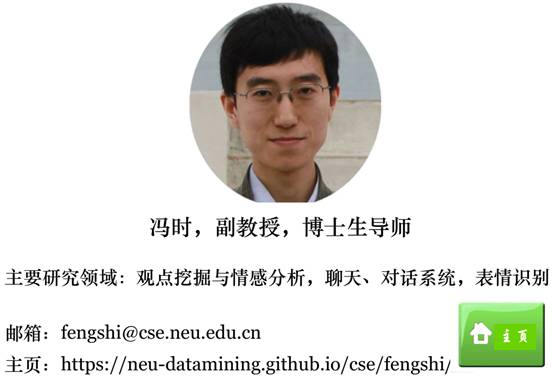 冯时，副教授，博士生导师
主要研究领域：观点挖掘与情感分析，聊天、对话系统，表情识别
邮箱：fengshi@cse.neu.edu.cn
主页：https://neu-datamining.github.io/cse/fengshi/
主页